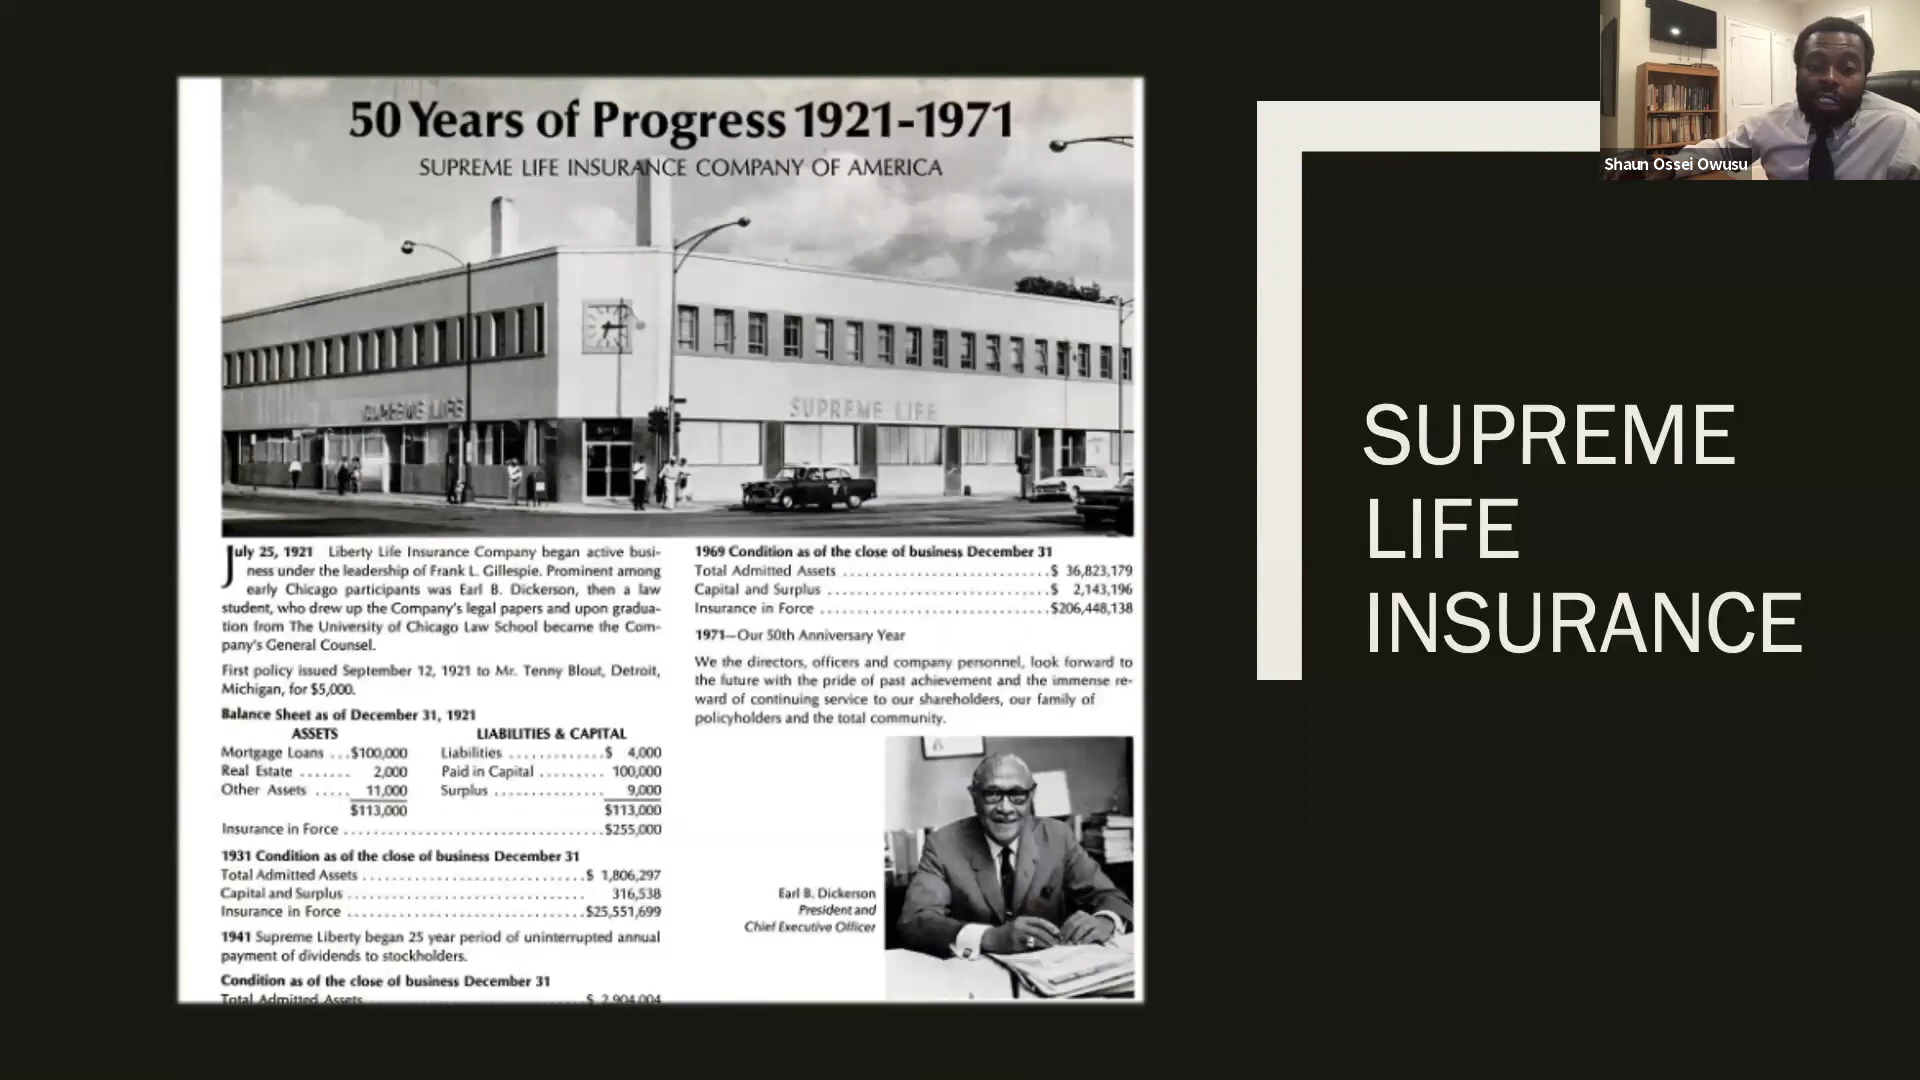 50 Years of Progress 1921-1971
SUPREME LIFE INSURANCE COMPANY OF AMERICA
SUPREME LIFE
SUPREME LIFE
July 25, 1921 Liberty Life Insurance Company began active busi-
ness under the leadership of Frank L. Gillespie. Prominent among
early Chicago participants was Earl B. Dickerson, then a law
student, who drew up the Company's legal papers and upon gradua-
tion from The University of Chicago Law School became the Com-
pany's General Counsel.
First policy issued September 12, 1921 to Mr. Tenny Blout, Detroit,
Michigan, for $5,000.
Balance Sheet as of December 31, 1921
ASSETS LIABILITIES & CAPITAL
Mortgage Loans ...$100,000 Liabilities ............$ 4,000
Real Estate ....... 2,000 Paid in Capital ......... 100,000
Other Assets ..... 11,000 Surplus ................ 9,000
$113,000 $113,000
Insurance in Force ................................$255,000
1931 Condition as of the close of business December 31
Total Admitted Assets ............................$ 1,806,297
Capital and Surplus .............................. 316,538
Insurance in Force ..............................$25,551,699
1941 Supreme Liberty began 25 year period of uninterrupted annual
payment of dividends to stockholders.
Condition as of the close of business December 31
Total Admitted Assets ............................$ 2,904,004
1969 Condition as of the close of business December 31
Total Admitted Assets ............................$ 36,823,179
Capital and Surplus ..............................$ 2,143,196
Insurance in Force ..............................$206,448,138
1971—Our 50th Anniversary Year
We the directors, officers and company personnel, look forward to
the future with the pride of past achievement and the immense re-
ward of continuing service to our shareholders, our family of
policyholders and the total community.
Earl B. Dickerson
President and
Chief Executive Officer
SUPREME
LIFE
INSURANCE
Shaun Ossei Owusu